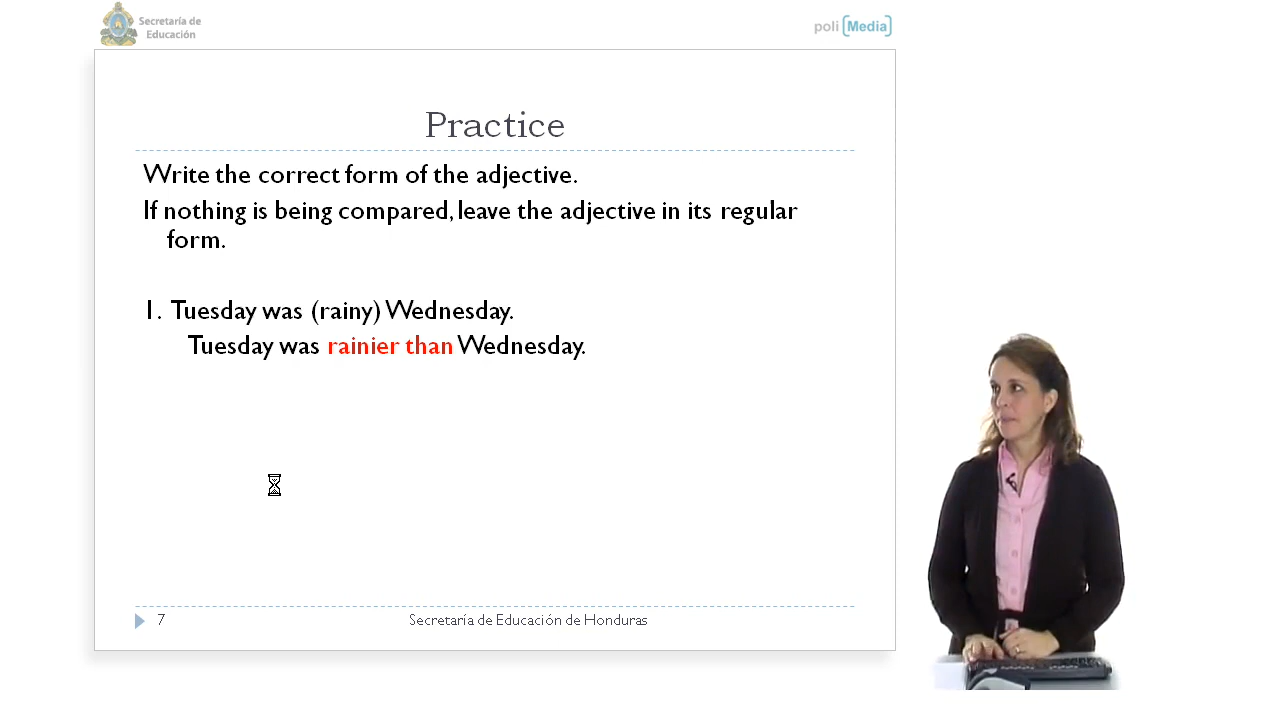 Secretaría de
Educación
poli [Media]
Practice
Write the correct form of the adjective.
If nothing is being compared, leave the adjective in its regular
form.
1. Tuesday was (rainy) Wednesday.
Tuesday was rainier than Wednesday.
7
Secretaría de Educación de Honduras